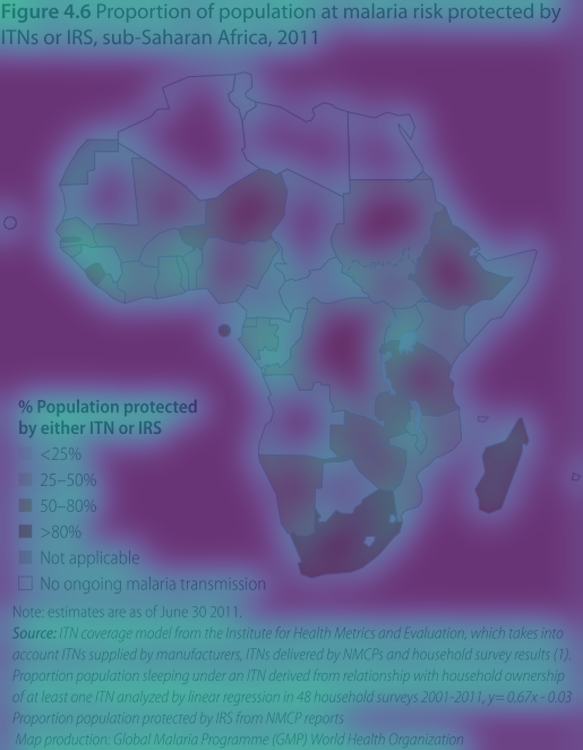 Figure 4.6 Proportion of population at malaria risk protected by
ITNs or IRS, sub-Saharan Africa, 2011
% Population protected
by either ITN or IRS
<25%
25–50%
50–80%
>80%
Not applicable
No ongoing malaria transmission
Note: estimates are as of June 30 2011.
Source: ITN coverage model from the Institute for Health Metrics and Evaluation, which takes into
account ITNs supplied by manufacturers, ITNs delivered by NMCPs and household survey results (1).
Proportion population sleeping under an ITN derived from relationship with household ownership
of at least one ITN analyzed by linear regression in 48 household surveys 2001-2011, y= 0.67x - 0.03
Proportion population protected by IRS from NMCP reports
Map production: Global Malaria Programme (GMP) World Health Organization